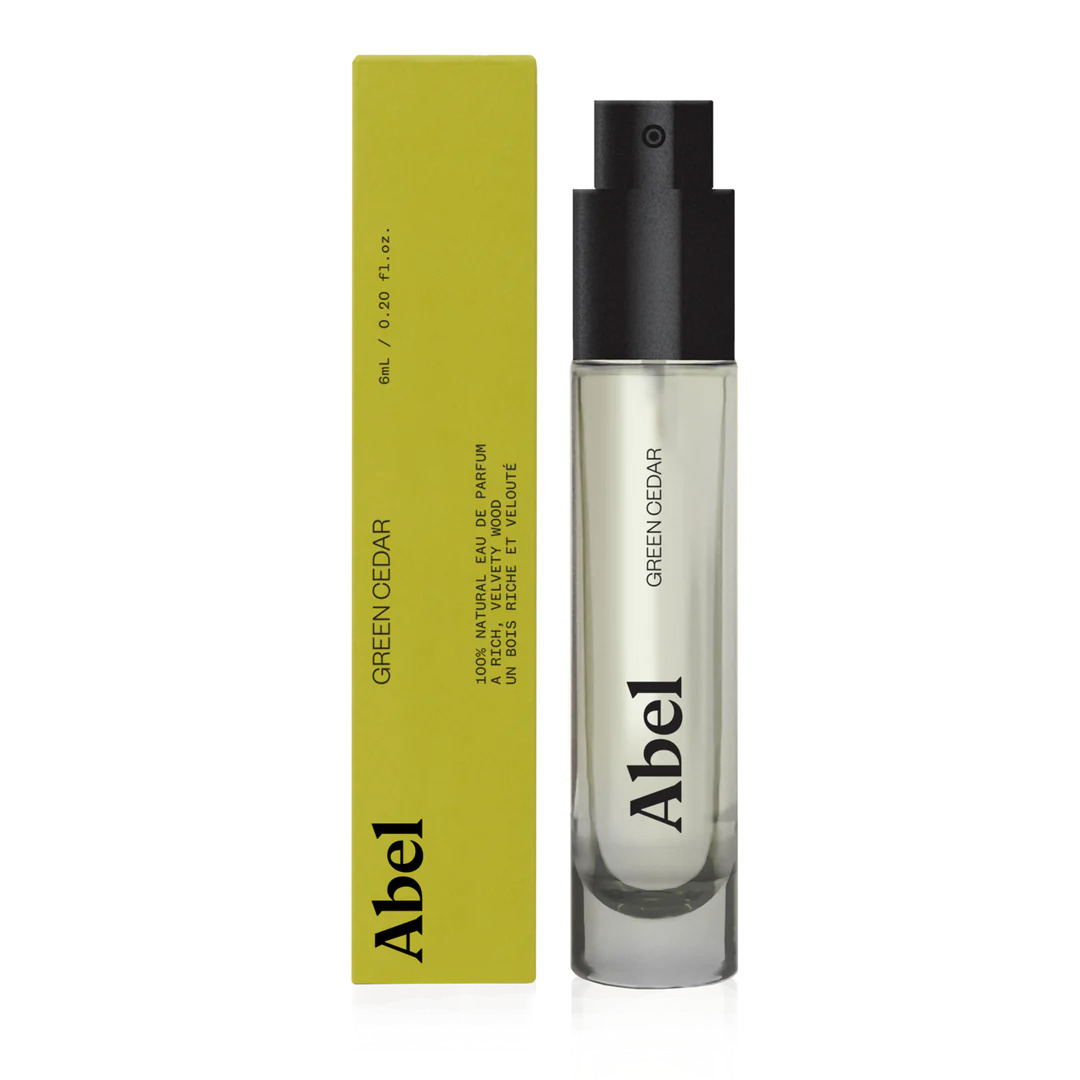 Abel
GREEN CEDAR
6mL / 0.20 fl.oz.
100% NATURAL EAU DE PARFUM
A RICH, VELVETY WOOD
UN BOIS RICHE ET VELOUTÉ
Abel
GREEN CEDAR